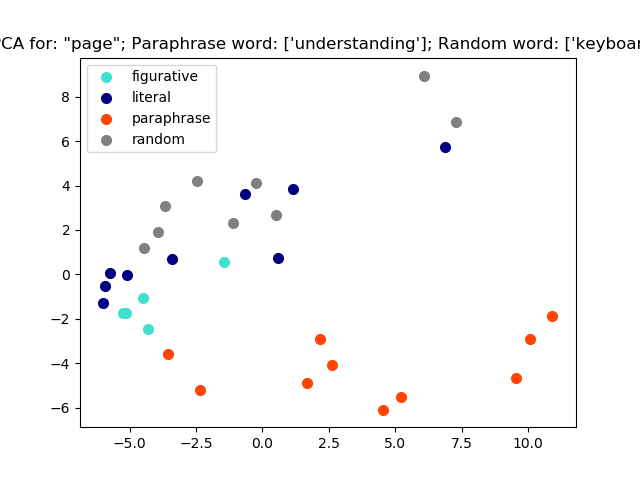 CA for: "page"; Paraphrase word: ['understanding']; Random word: ['keyboar
figurative
literal
paraphrase
random
8
6
4
2
0
−2
−4
−6
−5.0 −2.5 0.0 2.5 5.0 7.5 10.0